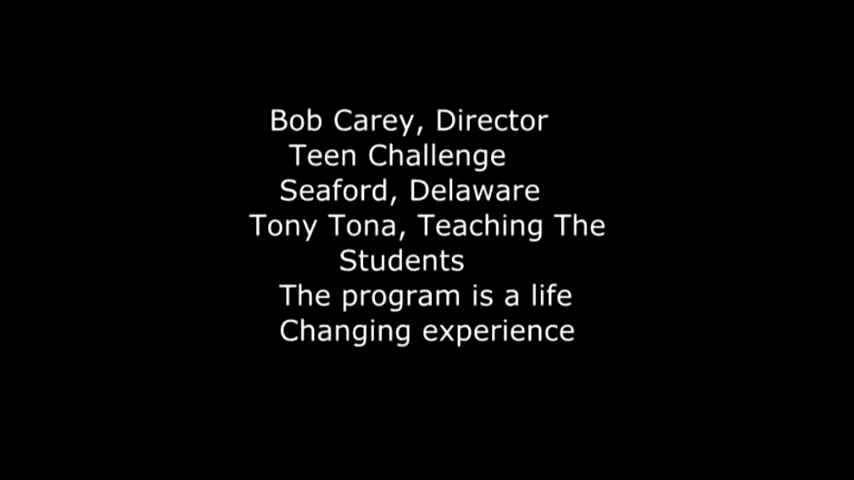 Bob Carey, Director
Teen Challenge
Seaford, Delaware
Tony Tona, Teaching The
Students
The program is a life
Changing experience